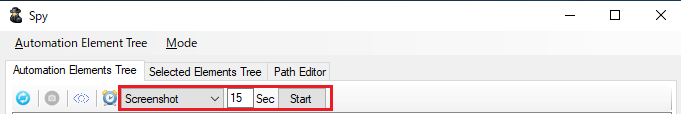 Spy
Automation Element Tree Mode
Automation Elements Tree Selected Elements Tree Path Editor
Screenshot 15 Sec Start